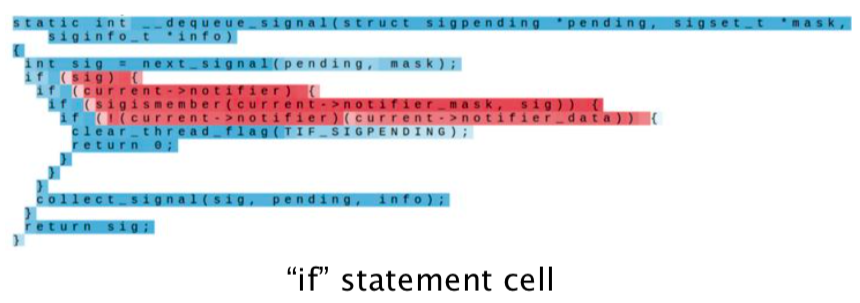 static int __dequeue_signal(struct sigpending *pending, sigset_t *mask,
siginfo_t *info)
{
int sig = next_signal(pending, mask);
if (sig) {
if (current->notifier) {
if (sigismember(current->notifier_mask, sig)) {
if (!(current->notifier)(current->notifier_data)) {
clear_thread_flag(TIF_SIGPENDING);
return 0;
}
}
}
collect_signal(sig, pending, info);
}
return sig;
}
“if” statement cell